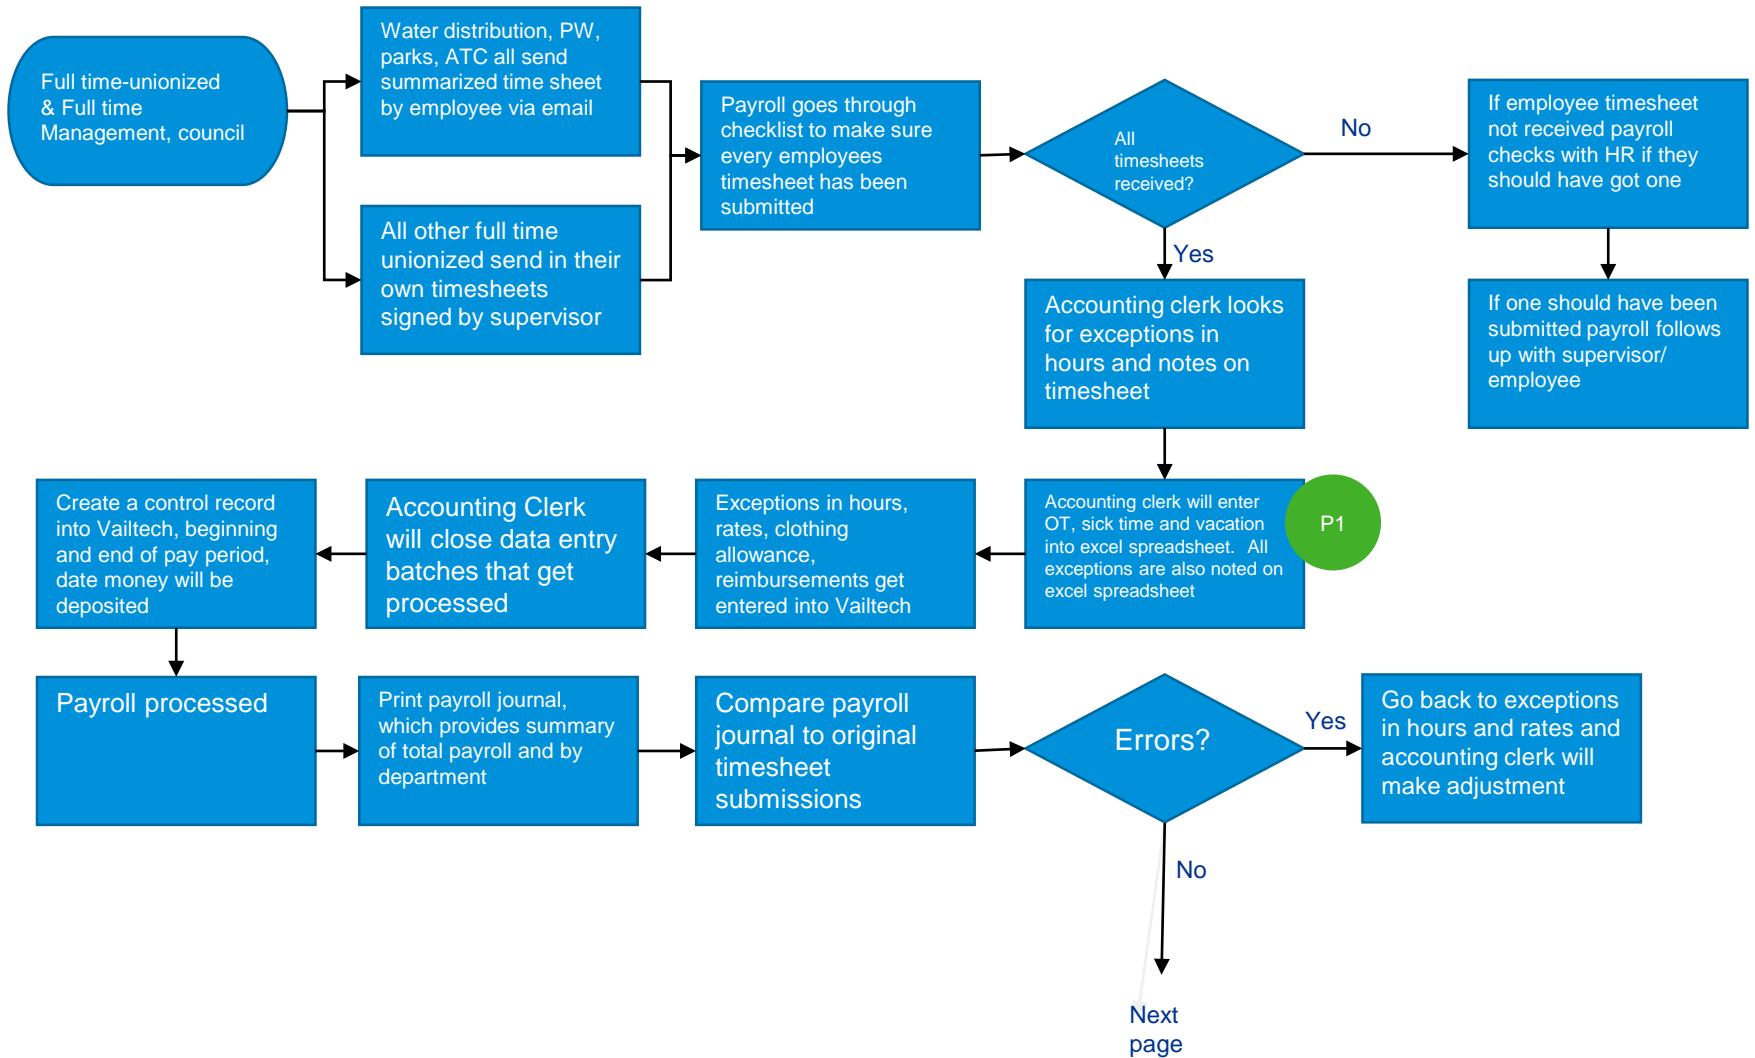 Full time-unionized
& Full time
Management, council
Water distribution, PW,
parks, ATC all send
summarized time sheet
by employee via email
All other full time
unionized send in their
own timesheets
signed by supervisor
Payroll goes through
checklist to make sure
every employees
timesheet has been
submitted
All
timesheets
received?
No
If employee timesheet
not received payroll
checks with HR if they
should have got one
Yes
If one should have been
submitted payroll follows
up with supervisor/
employee
Accounting clerk looks
for exceptions in
hours and notes on
timesheet
Accounting clerk will enter
OT, sick time and vacation
into excel spreadsheet. All
exceptions are also noted on
excel spreadsheet
P1
Exceptions in hours,
rates, clothing
allowance,
reimbursements get
entered into Vailtech
Accounting Clerk
will close data entry
batches that get
processed
Create a control record
into Vailtech, beginning
and end of pay period,
date money will be
deposited
Payroll processed
Print payroll journal,
which provides summary
of total payroll and by
department
Compare payroll
journal to original
timesheet
submissions
Errors?
Yes
Go back to exceptions
in hours and rates and
accounting clerk will
make adjustment
No
Next
page